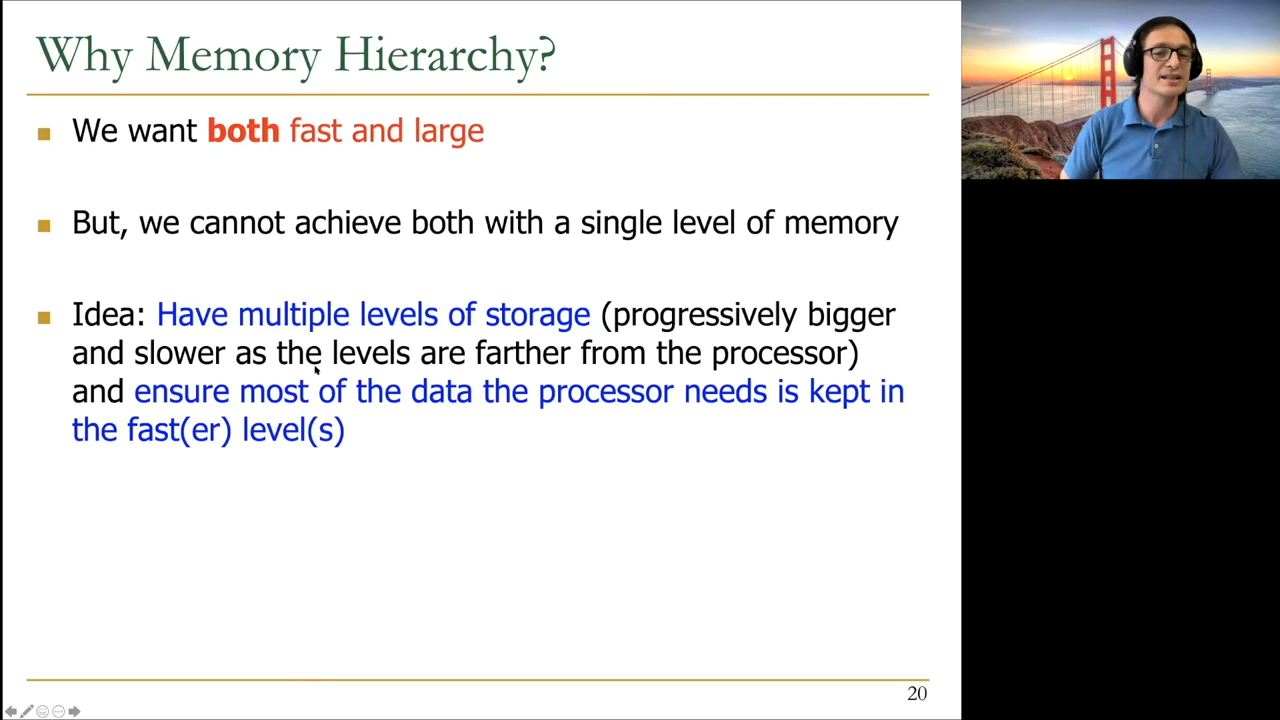 Why Memory Hierarchy?
We want both fast and large
But, we cannot achieve both with a single level of memory
Idea: Have multiple levels of storage (progressively bigger
and slower as the levels are farther from the processor)
and ensure most of the data the processor needs is kept in
the fast(er) level(s)
20